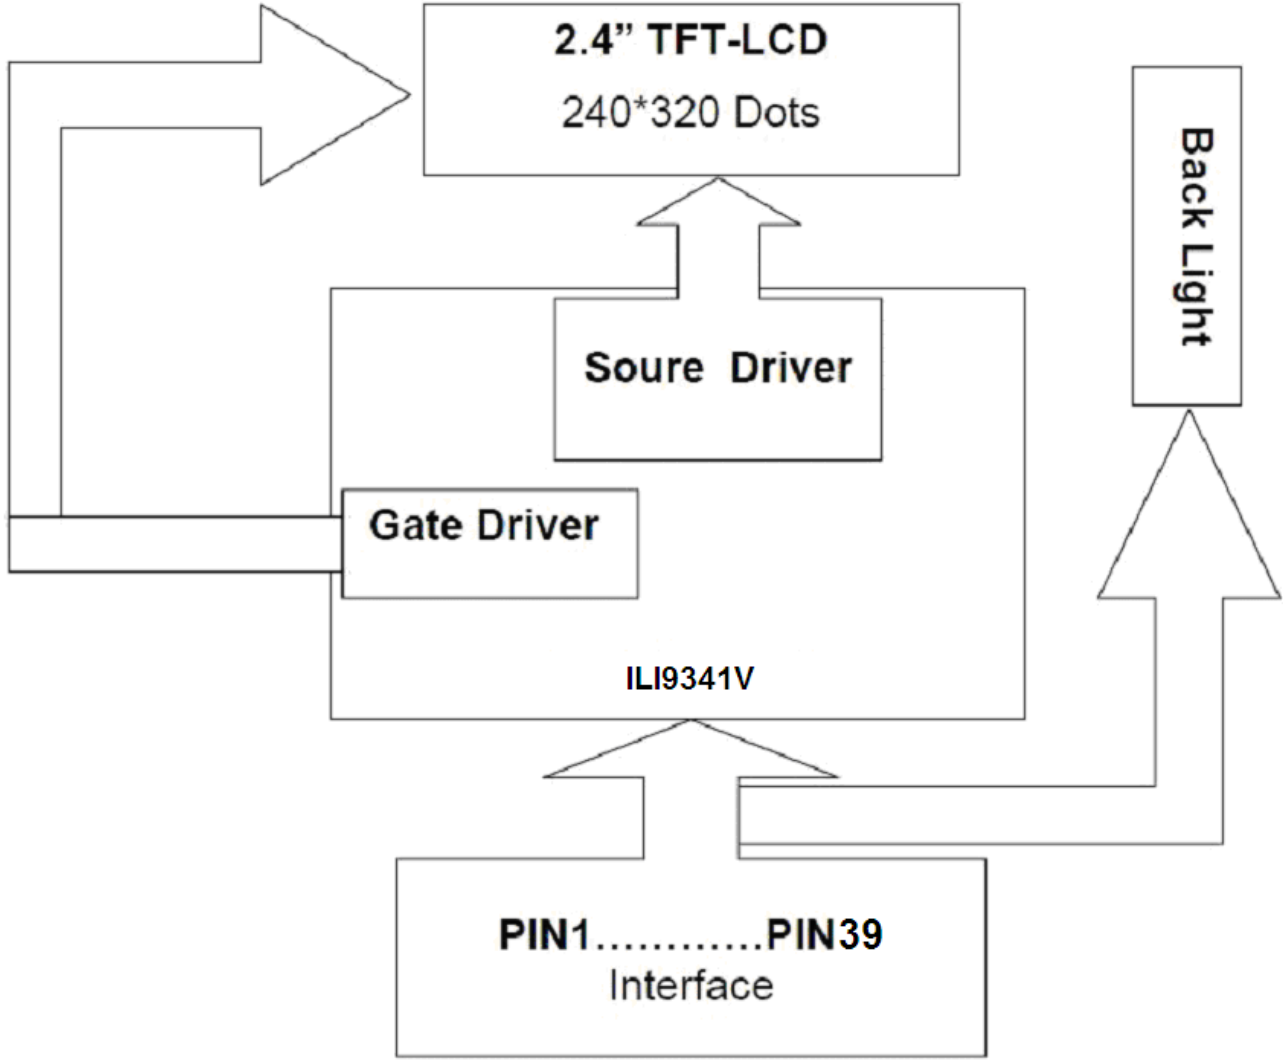 2.4” TFT-LCD
240*320 Dots
Back Light
Soure Driver
Gate Driver
ILI9341V
PIN1............PIN39
Interface